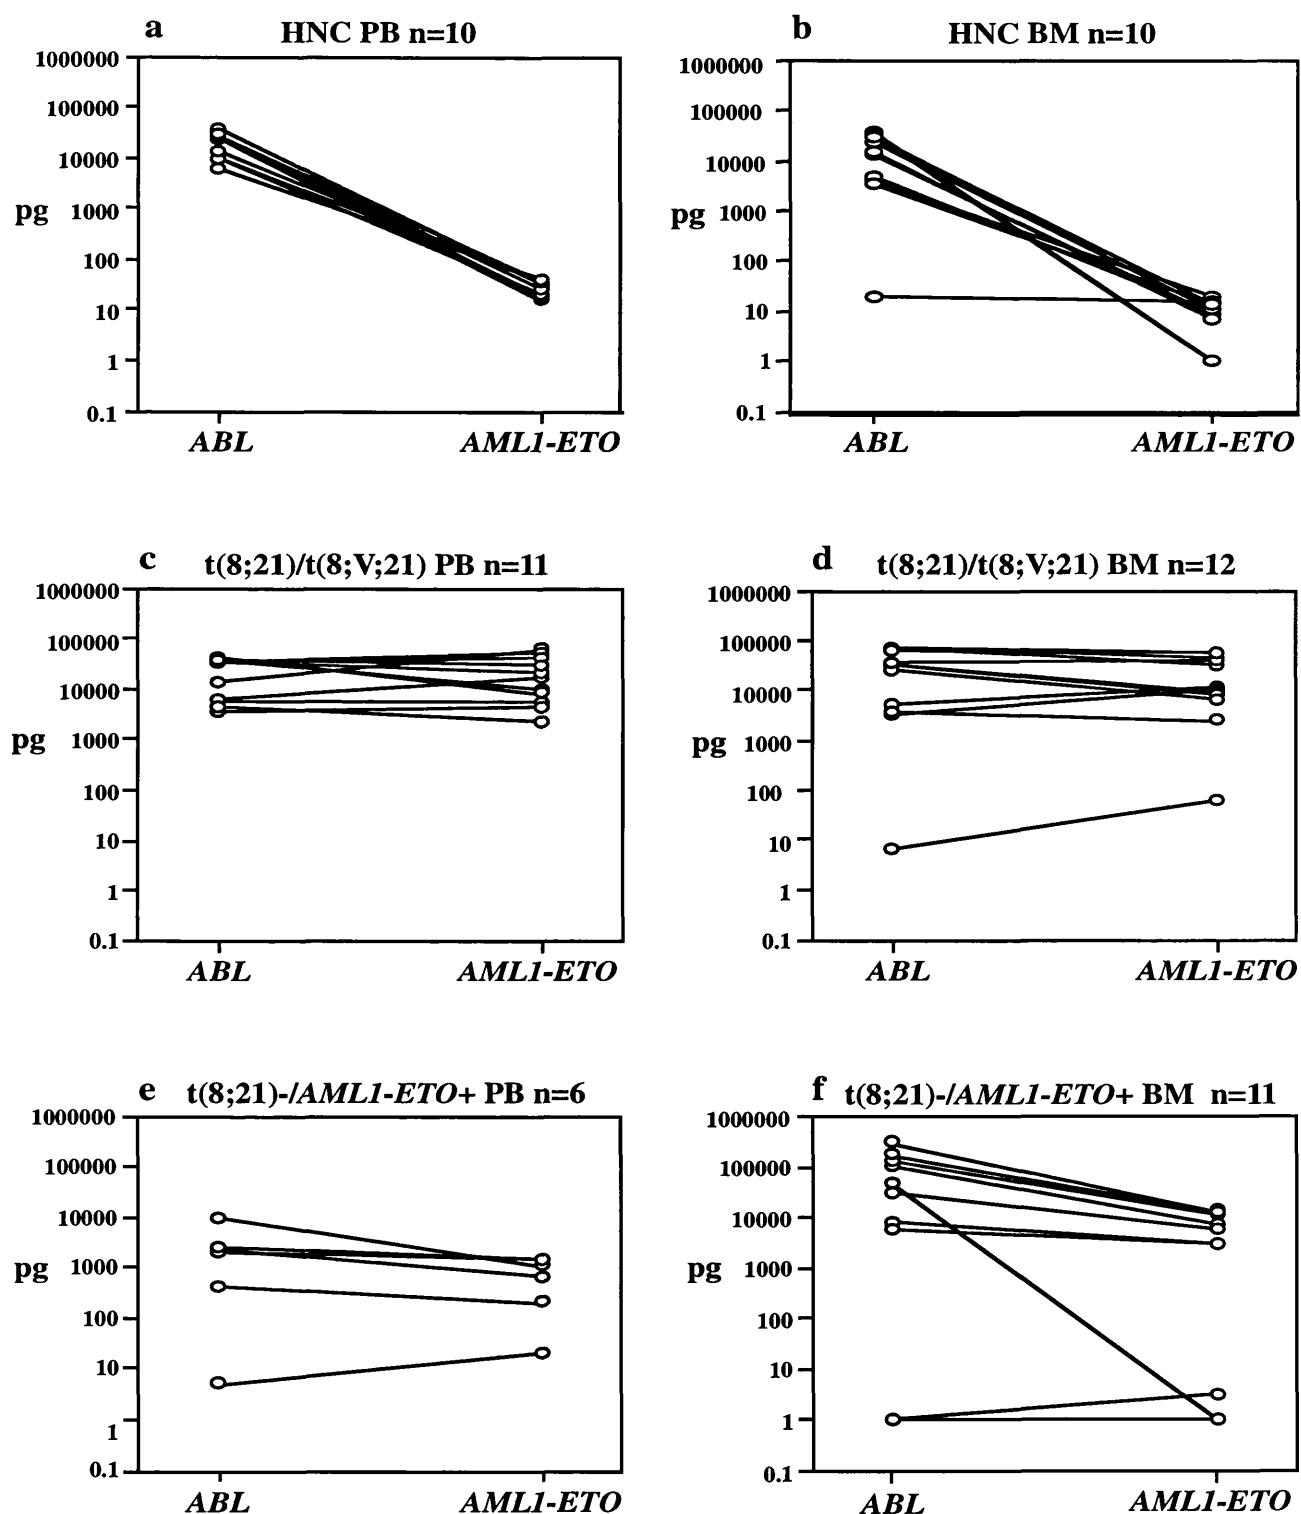 a HNC PB n=10
1000000
100000
10000
pg 1000
100
10
1
0.1
ABL AML1-ETO
b HNC BM n=10
1000000
100000
10000
pg 1000
100
10
1
0.1
ABL AML1-ETO
c t(8;21)/t(8;V;21) PB n=11
1000000
100000
10000
pg 1000
100
10
1
0.1
ABL AML1-ETO
d t(8;21)/t(8;V;21) BM n=12
1000000
100000
10000
pg 1000
100
10
1
0.1
ABL AML1-ETO
e t(8;21)-/AML1-ETO+ PB n=6
1000000
100000
10000
pg 1000
100
10
1
0.1
ABL AML1-ETO
f t(8;21)-/AML1-ETO+ BM n=11
1000000
100000
10000
pg 1000
100
10
1
0.1
ABL AML1-ETO